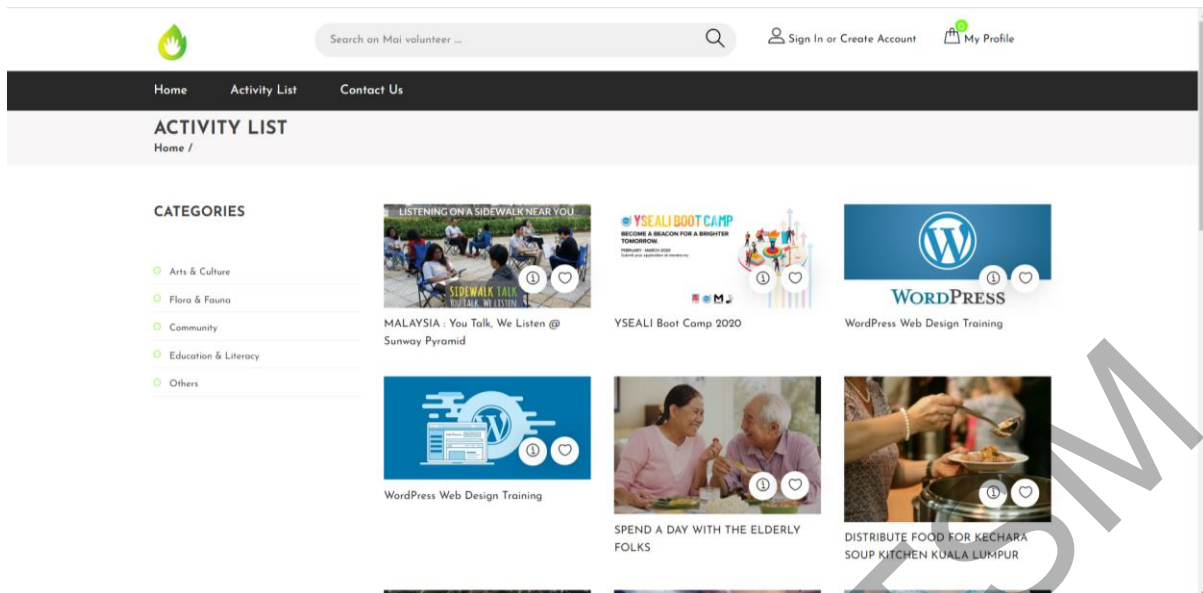 Search on Mai volunteer ...
Sign In or Create Account
0
My Profile
Home
Activity List
Contact Us
ACTIVITY LIST
Home /
CATEGORIES
Arts & Culture
Flora & Fauna
Community
Education & Literacy
Others
LISTENING ON A SIDEWALK NEAR YOU
SIDEWALK TALK
YOU TALK, WE LISTEN
MALAYSIA : You Talk, We Listen @
Sunway Pyramid
YSEALI BOOT CAMP
BECOME A BEACON FOR A BRIGHTER
TOMORROW.
FEBRUARY - MARCH 2020
YSEALI Boot Camp 2020
WORDPRESS
WordPress Web Design Training
WordPress Web Design Training
SPEND A DAY WITH THE ELDERLY
FOLKS
DISTRIBUTE FOOD FOR KECHARA
SOUP KITCHEN KUALA LUMPUR